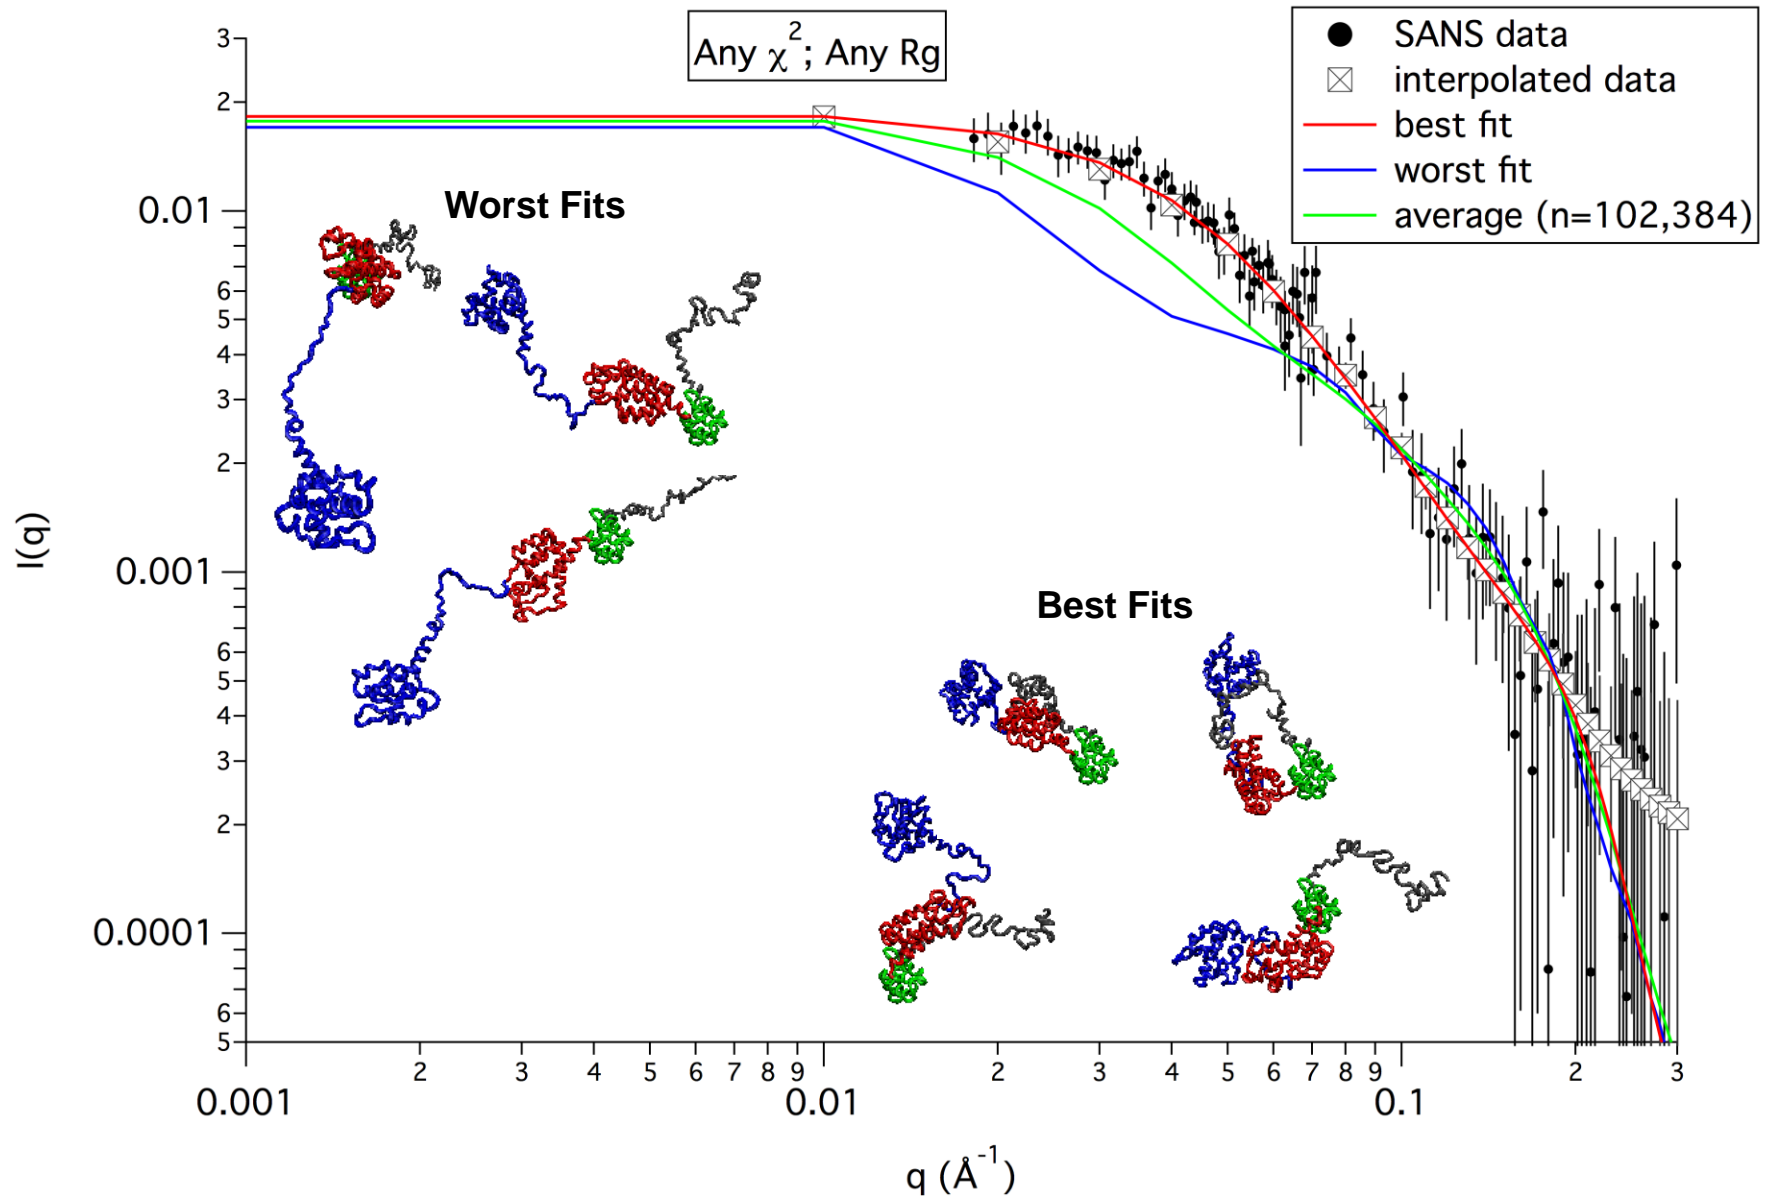 Any χ²; Any Rg
SANS data
interpolated data
best fit
worst fit
average (n=102,384)
Worst Fits
Best Fits
I(q)
3
2
0.01
6
5
4
3
2
0.001
6
5
4
3
2
0.0001
6
5
2 3 4 5 6 7 8 9 2 3 4 5 6 7 8 9 2 3
0.001 0.01 0.1
q (Å⁻¹)